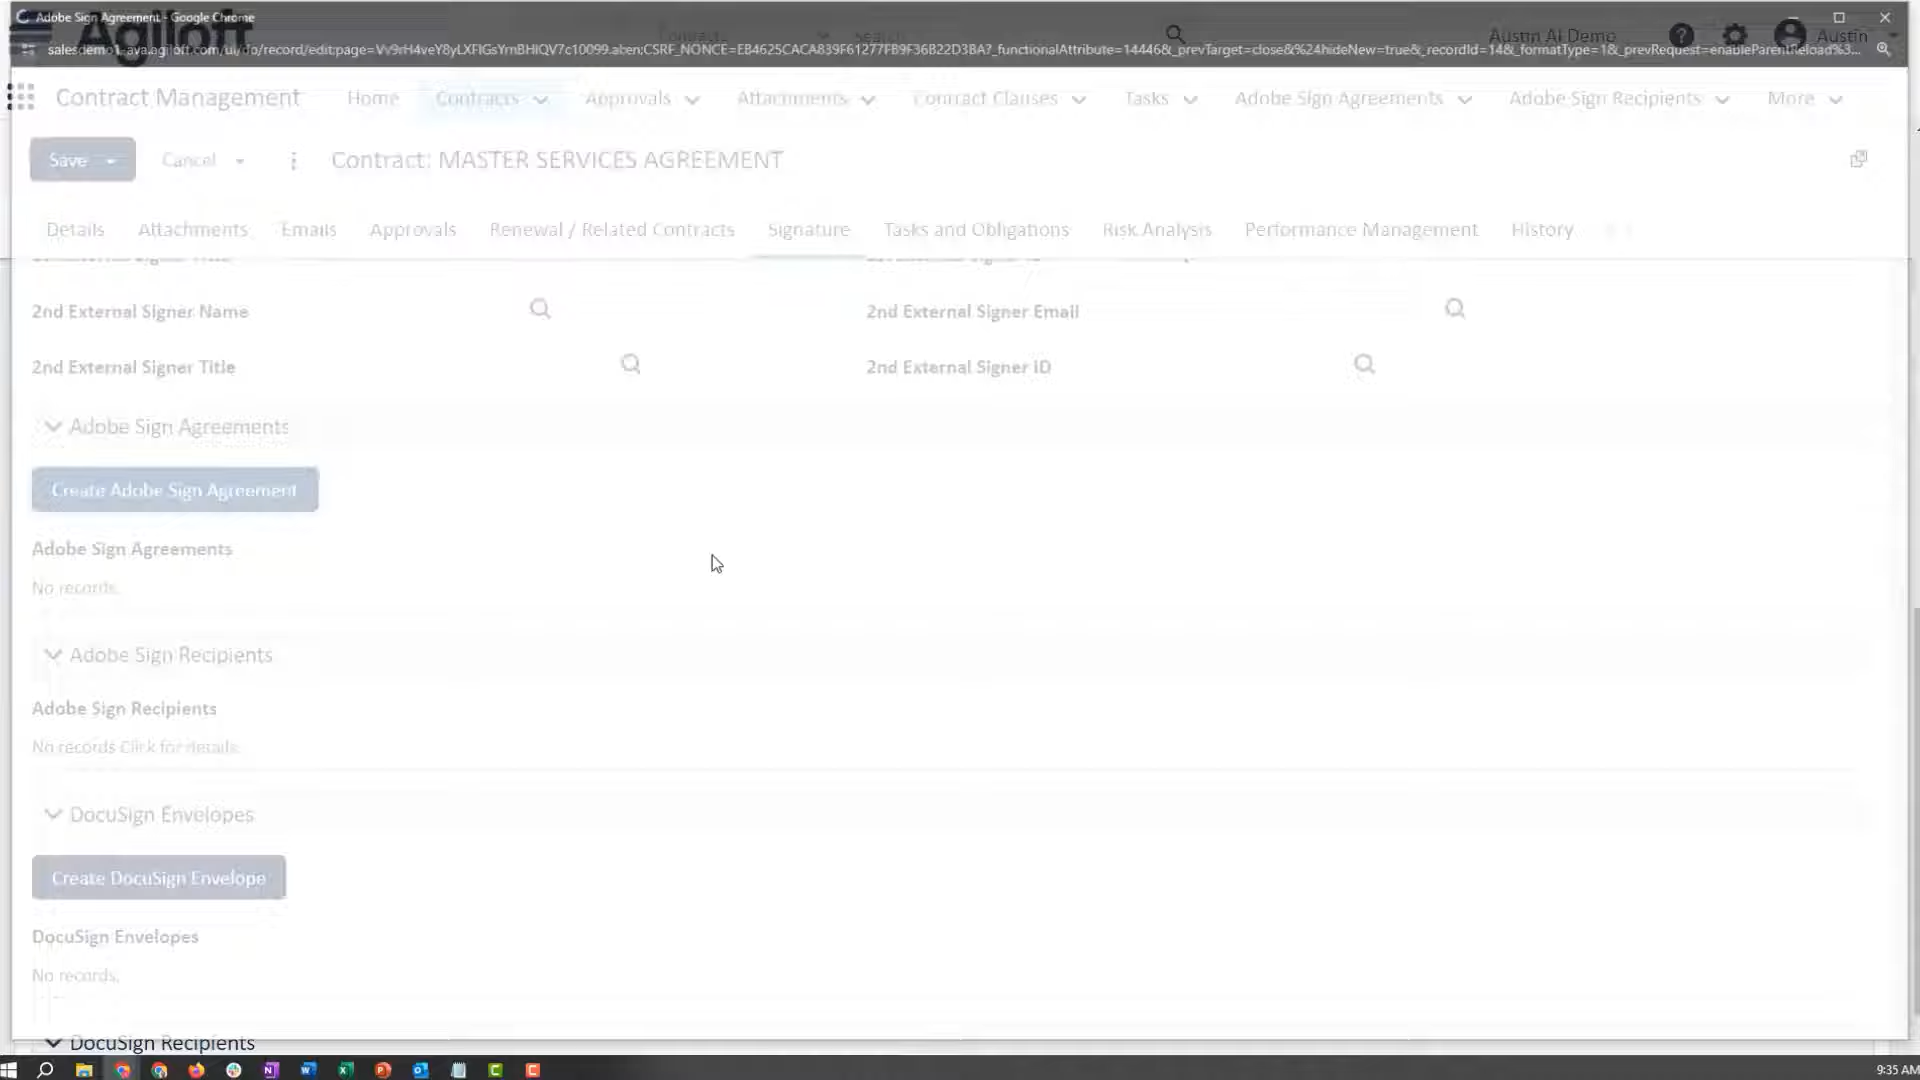 Adobe Sign Agreement - Google Chrome
Agiloft
Search
Austin AI Demo
Austin
Contract Management Home Contracts Approvals Attachments Contract Clauses Tasks Adobe Sign Agreements Adobe Sign Recipients More
Save Cancel Contract: MASTER SERVICES AGREEMENT
Details Attachments Emails Approvals Renewal / Related Contracts Signature Tasks and Obligations Risk Analysis Performance Management History
2nd External Signer Name 2nd External Signer Email
2nd External Signer Title 2nd External Signer ID
Adobe Sign Agreements
Create Adobe Sign Agreement
Adobe Sign Agreements
No records.
Adobe Sign Recipients
Adobe Sign Recipients
No records Click for details.
DocuSign Envelopes
Create DocuSign Envelope
DocuSign Envelopes
No records.
DocuSign Recipients
9:35 AM